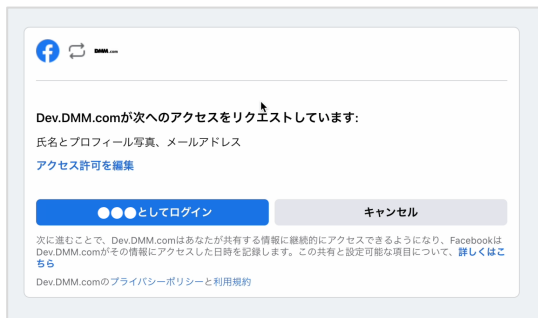 DMM.com
Dev.DMM.comが次へのアクセスをリクエストしています:
氏名とプロフィール写真、メールアドレス
アクセス許可を編集
●●●としてログイン
キャンセル
次に進むことで、Dev.DMM.comはあなたが共有する情報に継続的にアクセスできるようになり、Facebookは
Dev.DMM.comがその情報にアクセスした日時を記録します。この共有と設定可能な項目について、詳しくはこ
ちら
Dev.DMM.comのプライバシーポリシーと利用規約